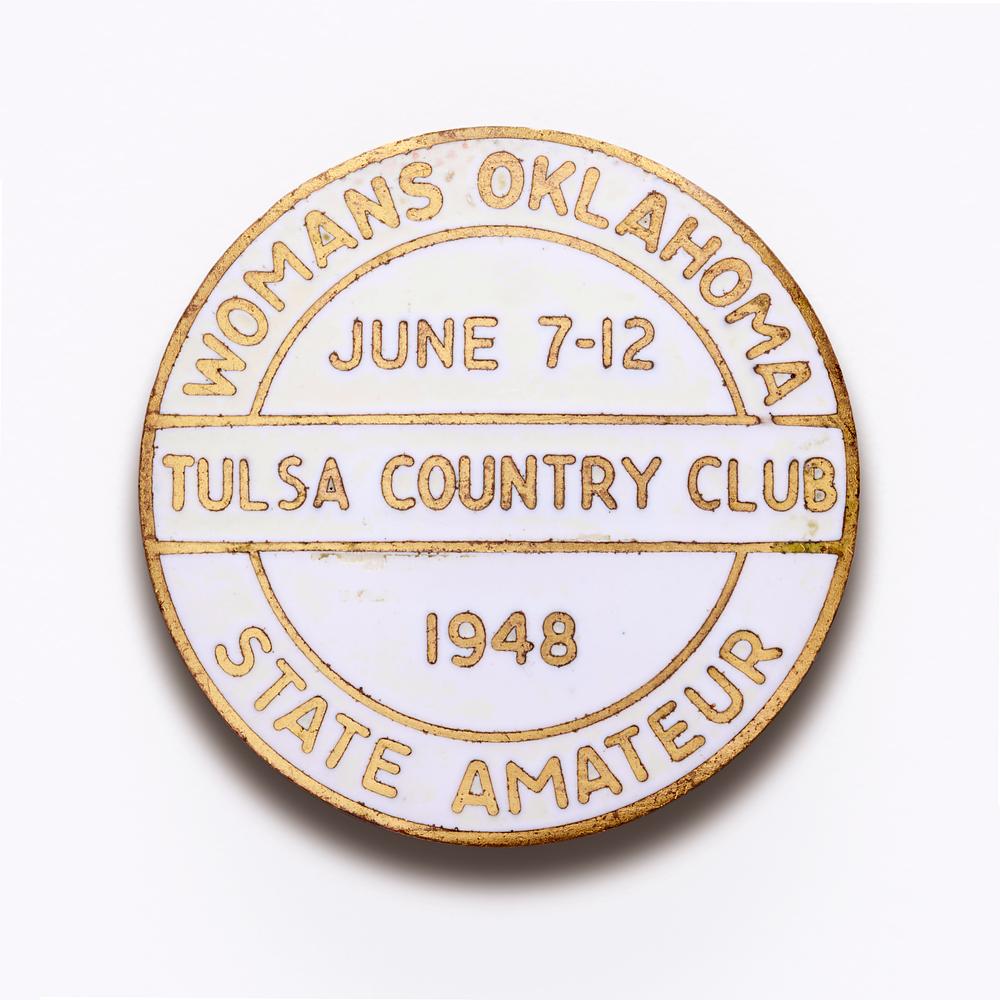 WOMANS OKLAHOMA
JUNE 7-12
TULSA COUNTRY CLUB
1948
STATE AMATEUR